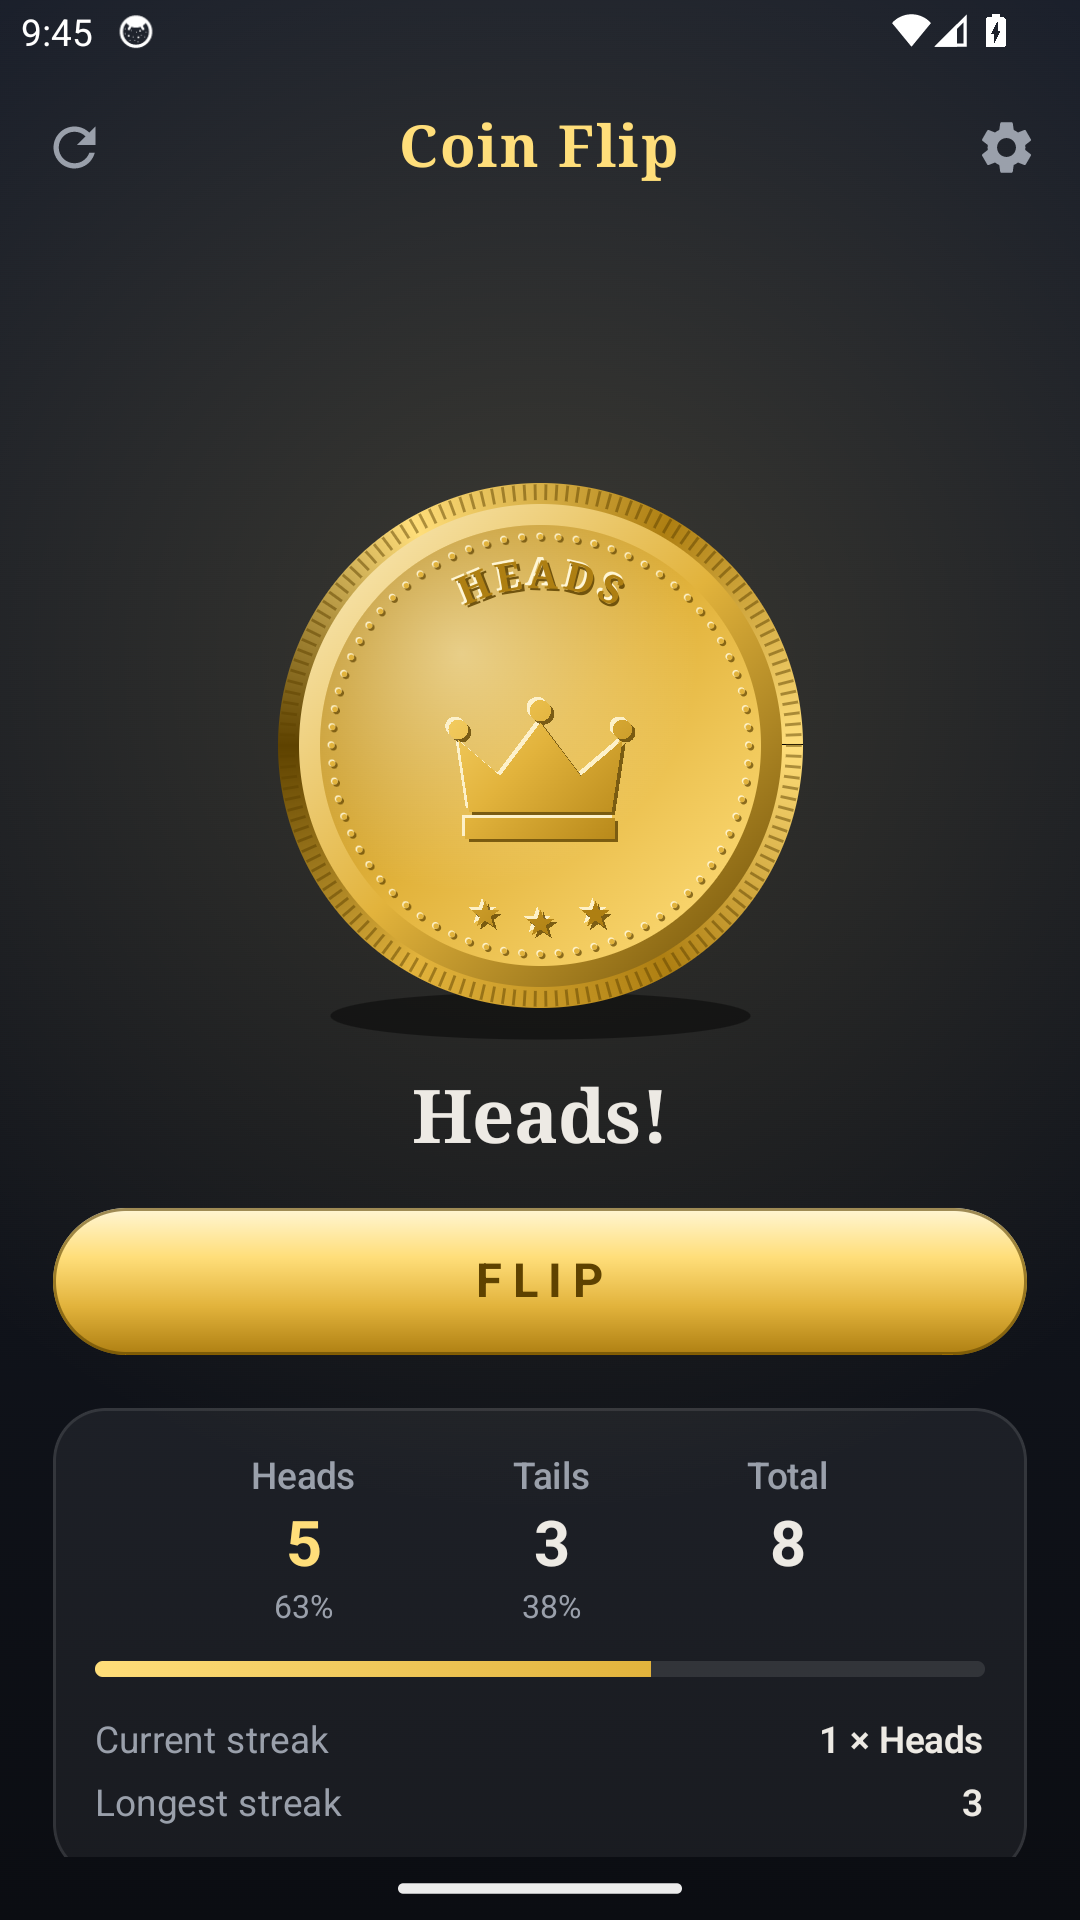 9:45
Coin Flip
HEADS
Heads!
FLIP
Heads Tails Total
5 3 8
63% 38%
Current streak 1 × Heads
Longest streak 3